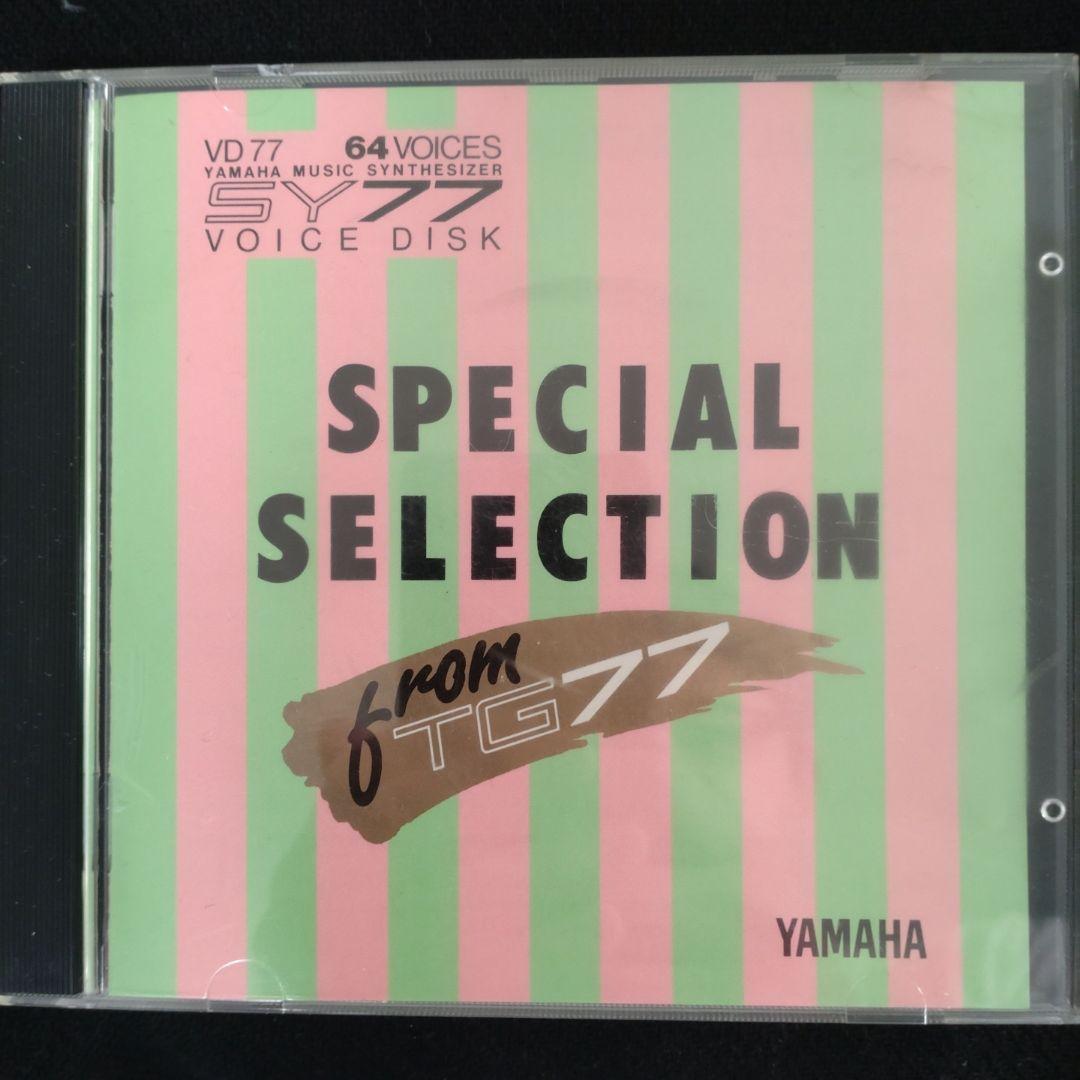 VD 77 64 VOICES
YAMAHA MUSIC SYNTHESIZER
SY77
VOICE DISK
SPECIAL
SELECTION
from
TG77
YAMAHA